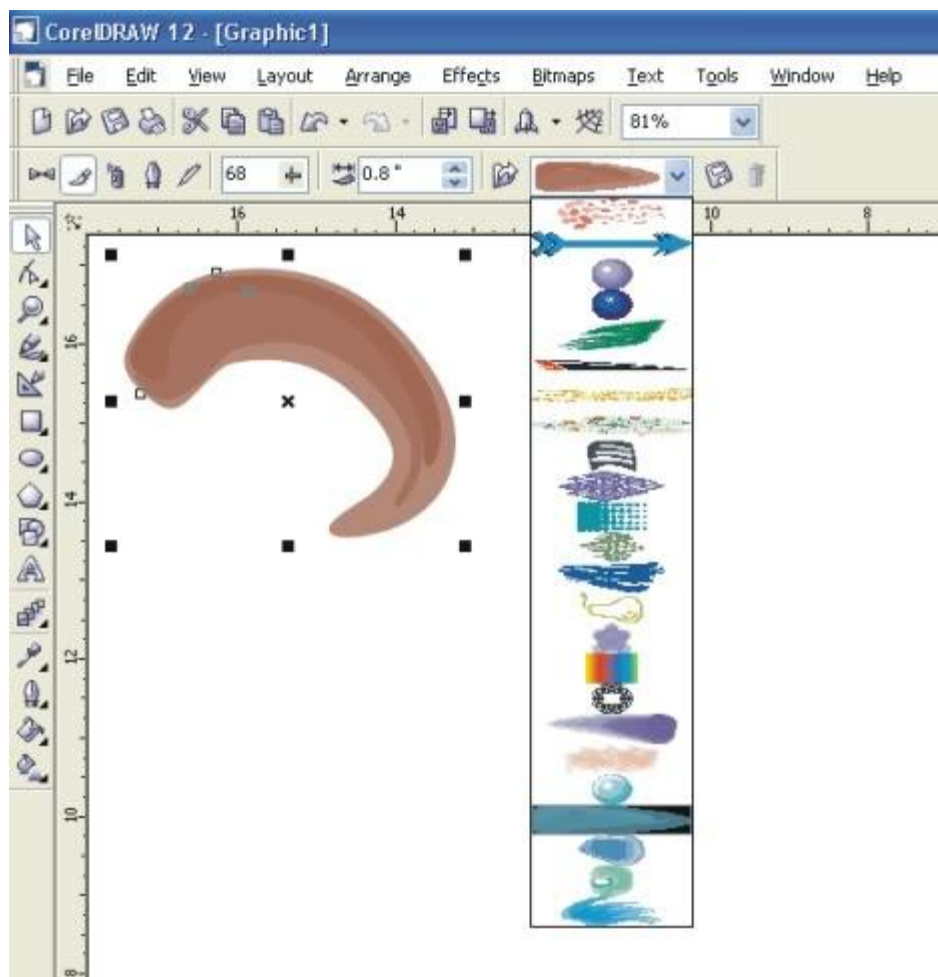 CorelDRAW 12 - [Graphic1]
File Edit View Layout Arrange Effects Bitmaps Text Tools Window Help
81%
68 0.8 "
16 14 10 8
16
14
12
10
8